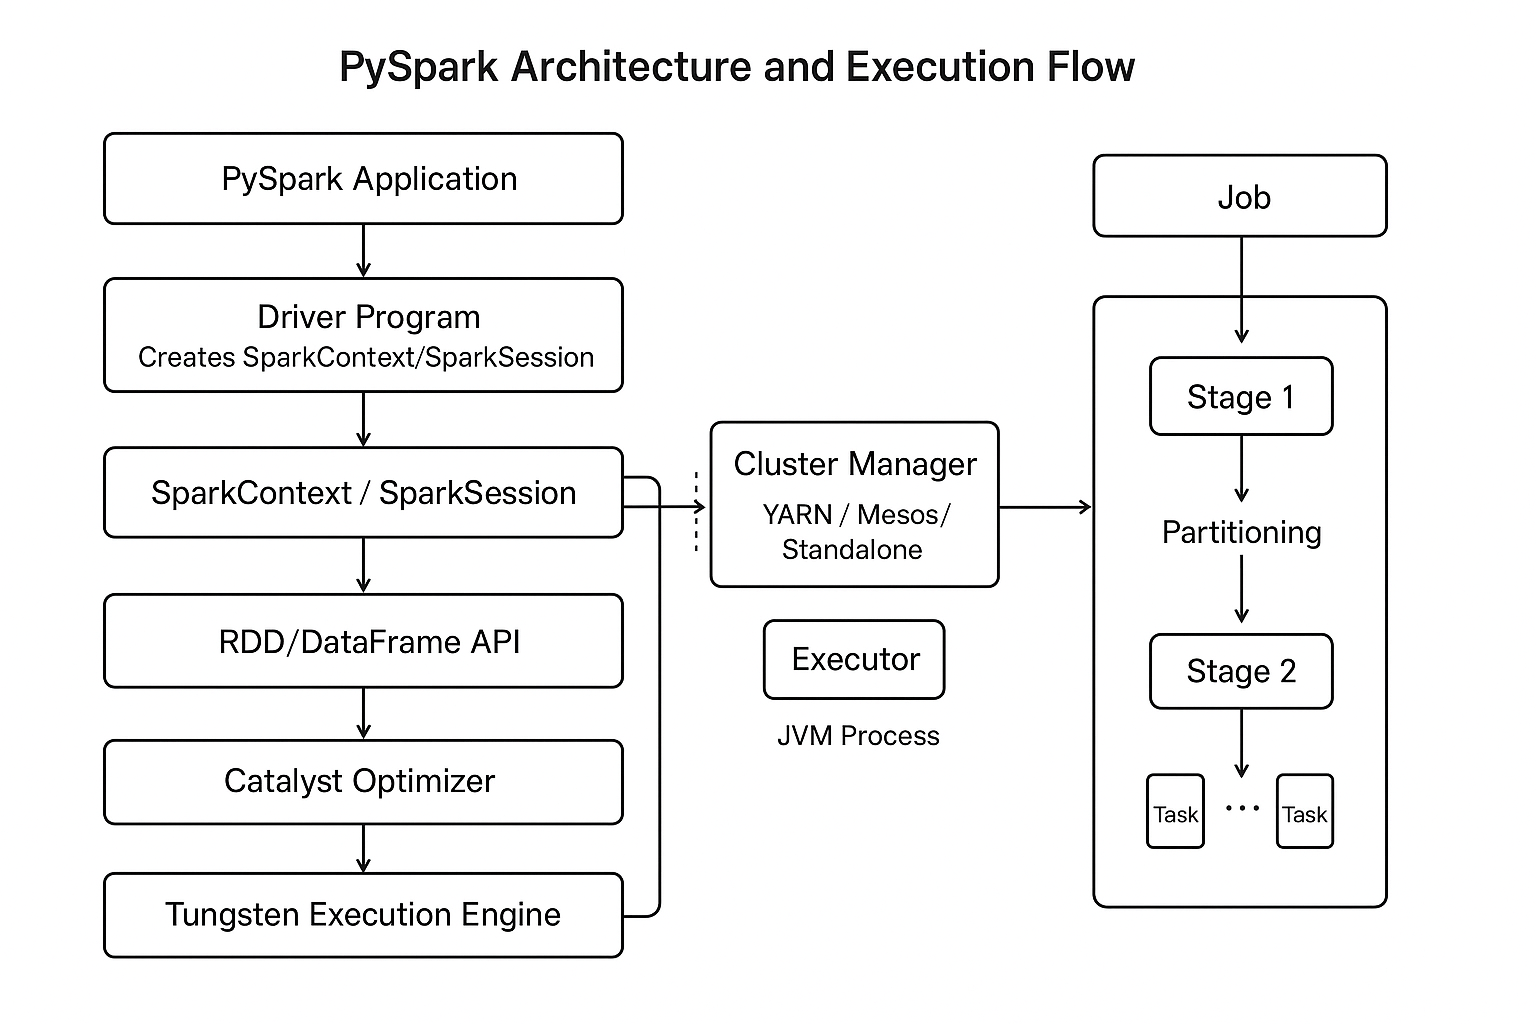 PySpark Architecture and Execution Flow
PySpark Application
Driver Program
Creates SparkContext/SparkSession
SparkContext / SparkSession
RDD/DataFrame API
Catalyst Optimizer
Tungsten Execution Engine
Cluster Manager
YARN / Mesos/
Standalone
Executor
JVM Process
Job
Stage 1
Partitioning
Stage 2
Task ... Task